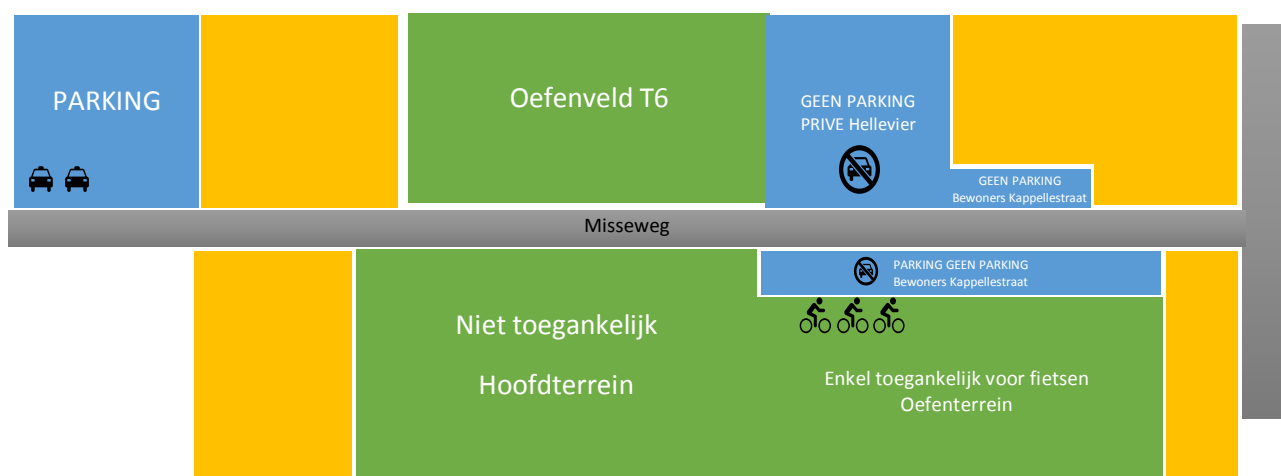 PARKING
Oefenveld T6
GEEN PARKING
PRIVE Hellevier
GEEN PARKING
Bewoners Kappellestraat
Misseweg
PARKING GEEN PARKING
Bewoners Kappellestraat
Niet toegankelijk
Hoofdterrein
Enkel toegankelijk voor fietsen
Oefenterrein